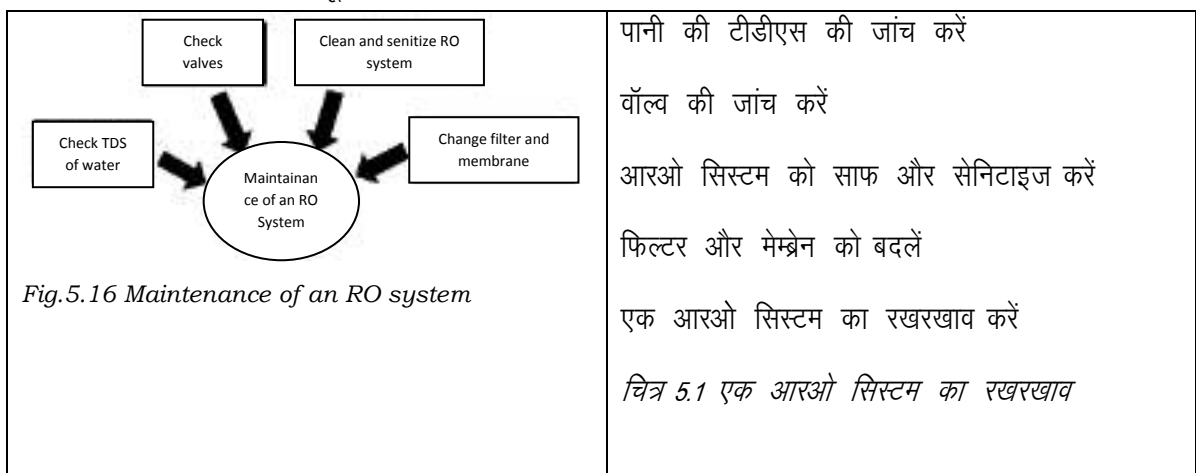 Check
valves
Clean and senitize RO
system
Check TDS
of water
Change filter and
membrane
Maintainan
ce of an RO
System
Fig.5.16 Maintenance of an RO system
पानी की टीडीएस की जांच करें
वॉल्व की जांच करें
आरओ सिस्टम को साफ और सेनिटाइज करें
फिल्टर और मेम्ब्रेन को बदलें
एक आरओ सिस्टम का रखरखाव करें
चित्र 5.1 एक आरओ सिस्टम का रखरखाव